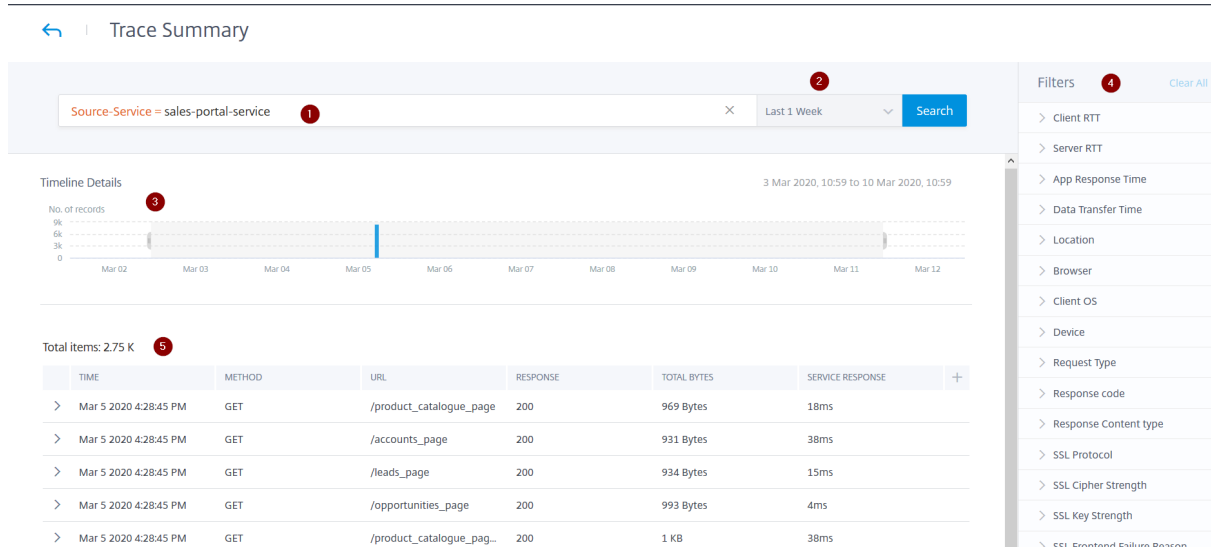 Trace Summary
2
Source-Service = sales-portal-service
1
Last 1 Week
Search
Timeline Details
3 Mar 2020, 10:59 to 10 Mar 2020, 10:59
3
No. of records
9k
6k
3k
0
Mar 02 Mar 03 Mar 04 Mar 05 Mar 06 Mar 07 Mar 08 Mar 09 Mar 10 Mar 11 Mar 12
Total items: 2.75 K
5
TIME METHOD URL RESPONSE TOTAL BYTES SERVICE RESPONSE
Mar 5 2020 4:28:45 PM GET /product_catalogue_page 200 969 Bytes 18ms
Mar 5 2020 4:28:45 PM GET /accounts_page 200 931 Bytes 38ms
Mar 5 2020 4:28:45 PM GET /leads_page 200 934 Bytes 15ms
Mar 5 2020 4:28:45 PM GET /opportunities_page 200 993 Bytes 4ms
Mar 5 2020 4:28:45 PM GET /product_catalogue_pag... 200 1 KB 38ms
Filters
4
Clear All
Client RTT
Server RTT
App Response Time
Data Transfer Time
Location
Browser
Client OS
Device
Request Type
Response code
Response Content type
SSL Protocol
SSL Cipher Strength
SSL Key Strength
SSL Frontend Failure Reason